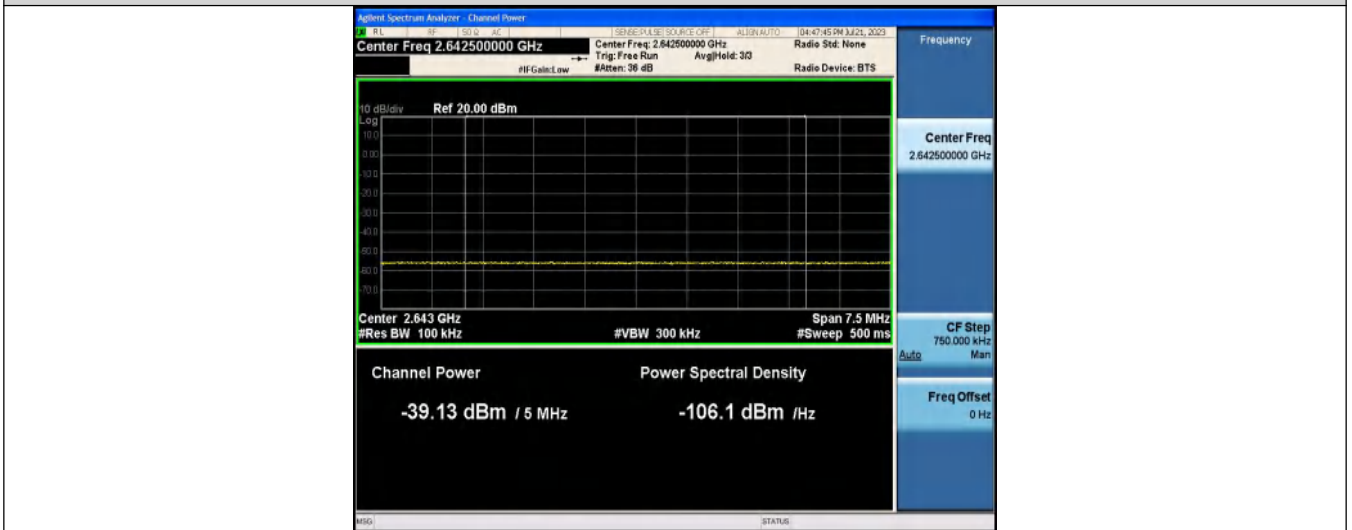 Agilent Spectrum Analyzer - Channel Power
RL RF 50 Ω AC SENSE:PULSE SOURCE OFF ALIGN AUTO 04:47:45 PM Jul 21, 2023
Center Freq 2.642500000 GHz
Center Freq: 2.642500000 GHz
Radio Std: None
Trig: Free Run Avg|Hold: 3/3
#IFGain:Low
#Atten: 36 dB
Radio Device: BTS
Frequency
10 dB/div Ref 20.00 dBm
Log
10.0
0.00
-10.0
-20.0
-30.0
-40.0
-50.0
-60.0
-70.0
Center Freq
2.642500000 GHz
Center 2.643 GHz Span 7.5 MHz
#Res BW 100 kHz #VBW 300 kHz #Sweep 500 ms
CF Step
750.000 kHz
Auto Man
Freq Offset
0 Hz
Channel Power Power Spectral Density
-39.13 dBm / 5 MHz -106.1 dBm /Hz
MSG STATUS